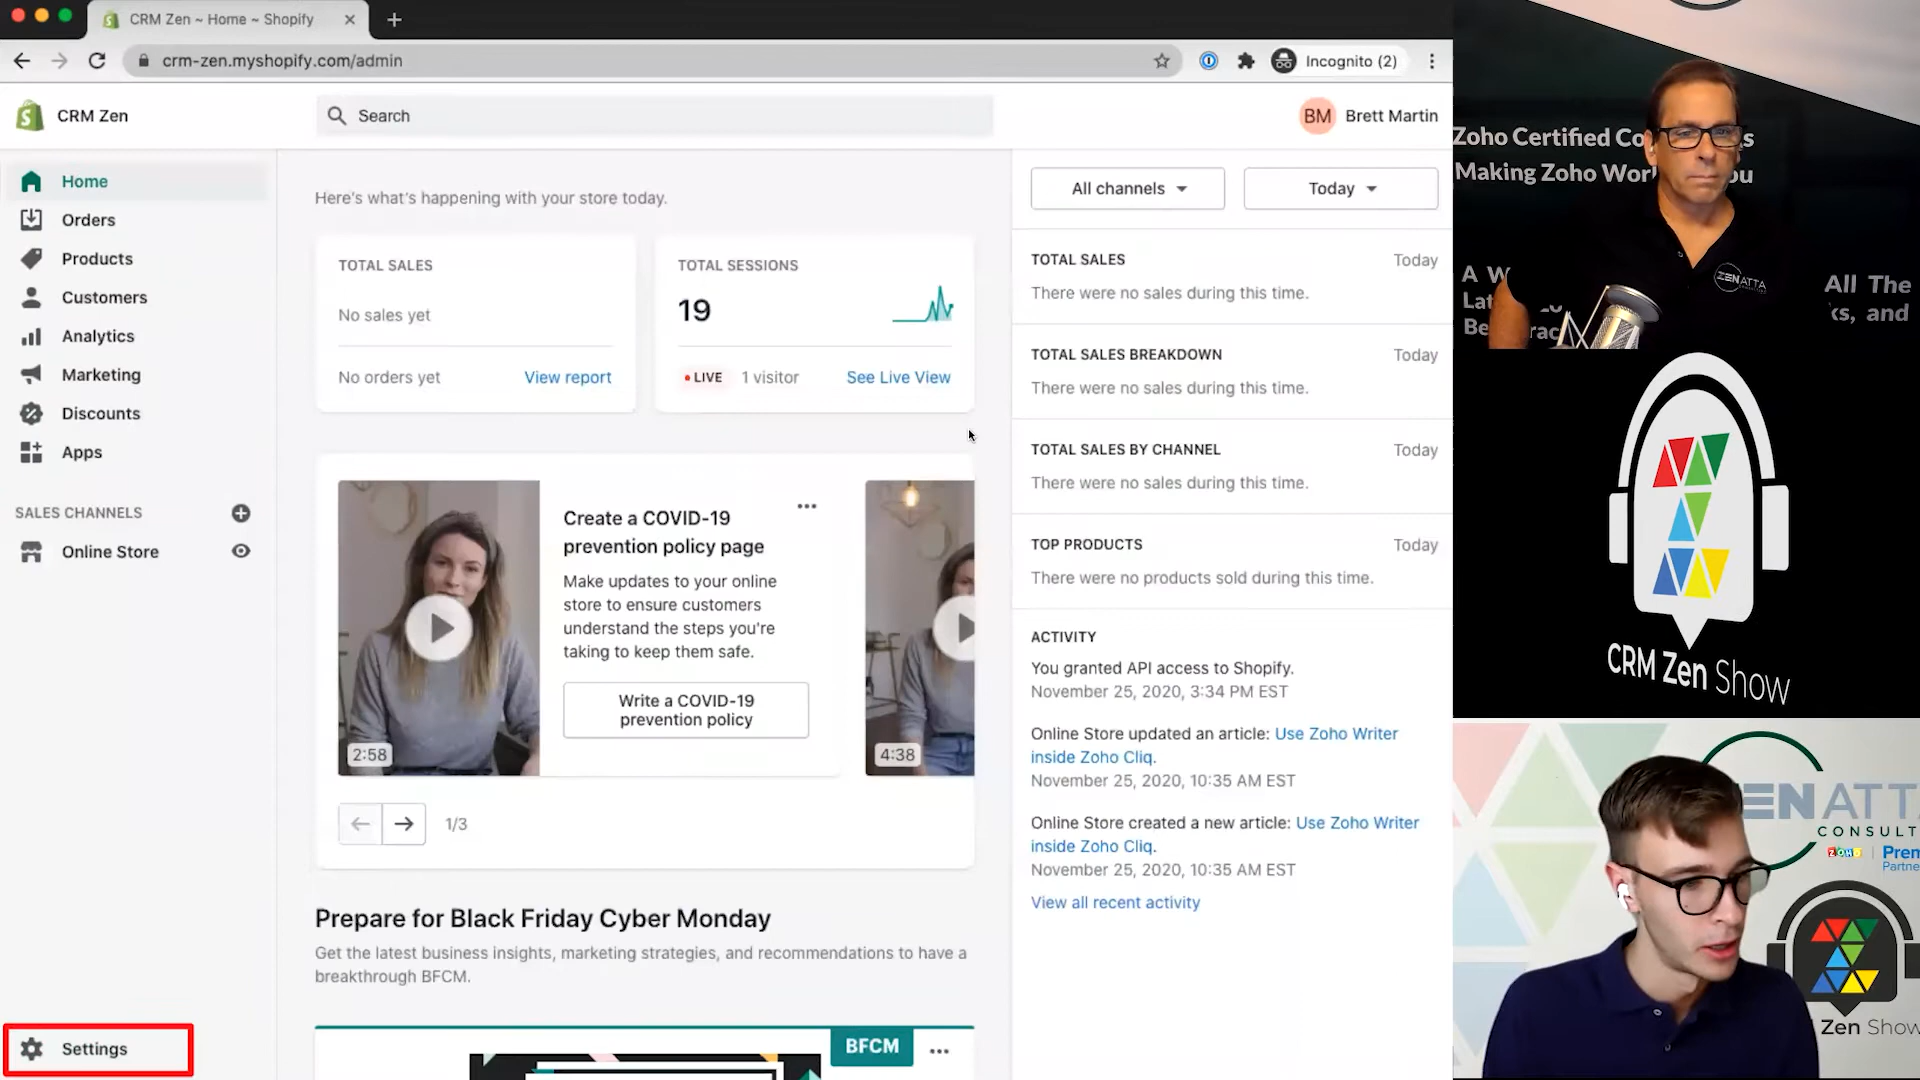 CRM Zen ~ Home ~ Shopify
crm-zen.myshopify.com/admin
Incognito (2)
CRM Zen
Search
BM
Brett Martin
Home
Orders
Products
Customers
Analytics
Marketing
Discounts
Apps
SALES CHANNELS
Online Store
Settings
Here's what's happening with your store today.
TOTAL SALES
No sales yet
No orders yet
View report
TOTAL SESSIONS
19
LIVE
1 visitor
See Live View
Create a COVID-19
prevention policy page
Make updates to your online
store to ensure customers
understand the steps you're
taking to keep them safe.
Write a COVID-19
prevention policy
2:58
4:38
1/3
Prepare for Black Friday Cyber Monday
Get the latest business insights, marketing strategies, and recommendations to have a
breakthrough BFCM.
BFCM
All channels
Today
TOTAL SALES
Today
There were no sales during this time.
TOTAL SALES BREAKDOWN
Today
There were no sales during this time.
TOTAL SALES BY CHANNEL
Today
There were no sales during this time.
TOP PRODUCTS
Today
There were no products sold during this time.
ACTIVITY
You granted API access to Shopify.
November 25, 2020, 3:34 PM EST
Online Store updated an article: Use Zoho Writer
inside Zoho Cliq.
November 25, 2020, 10:35 AM EST
Online Store created a new article: Use Zoho Writer
inside Zoho Cliq.
November 25, 2020, 10:35 AM EST
View all recent activity
Zoho Certified
Making Zoho
A
All The
and
ZENATTA
CRM Zen Show
ZOHO
Zen Show